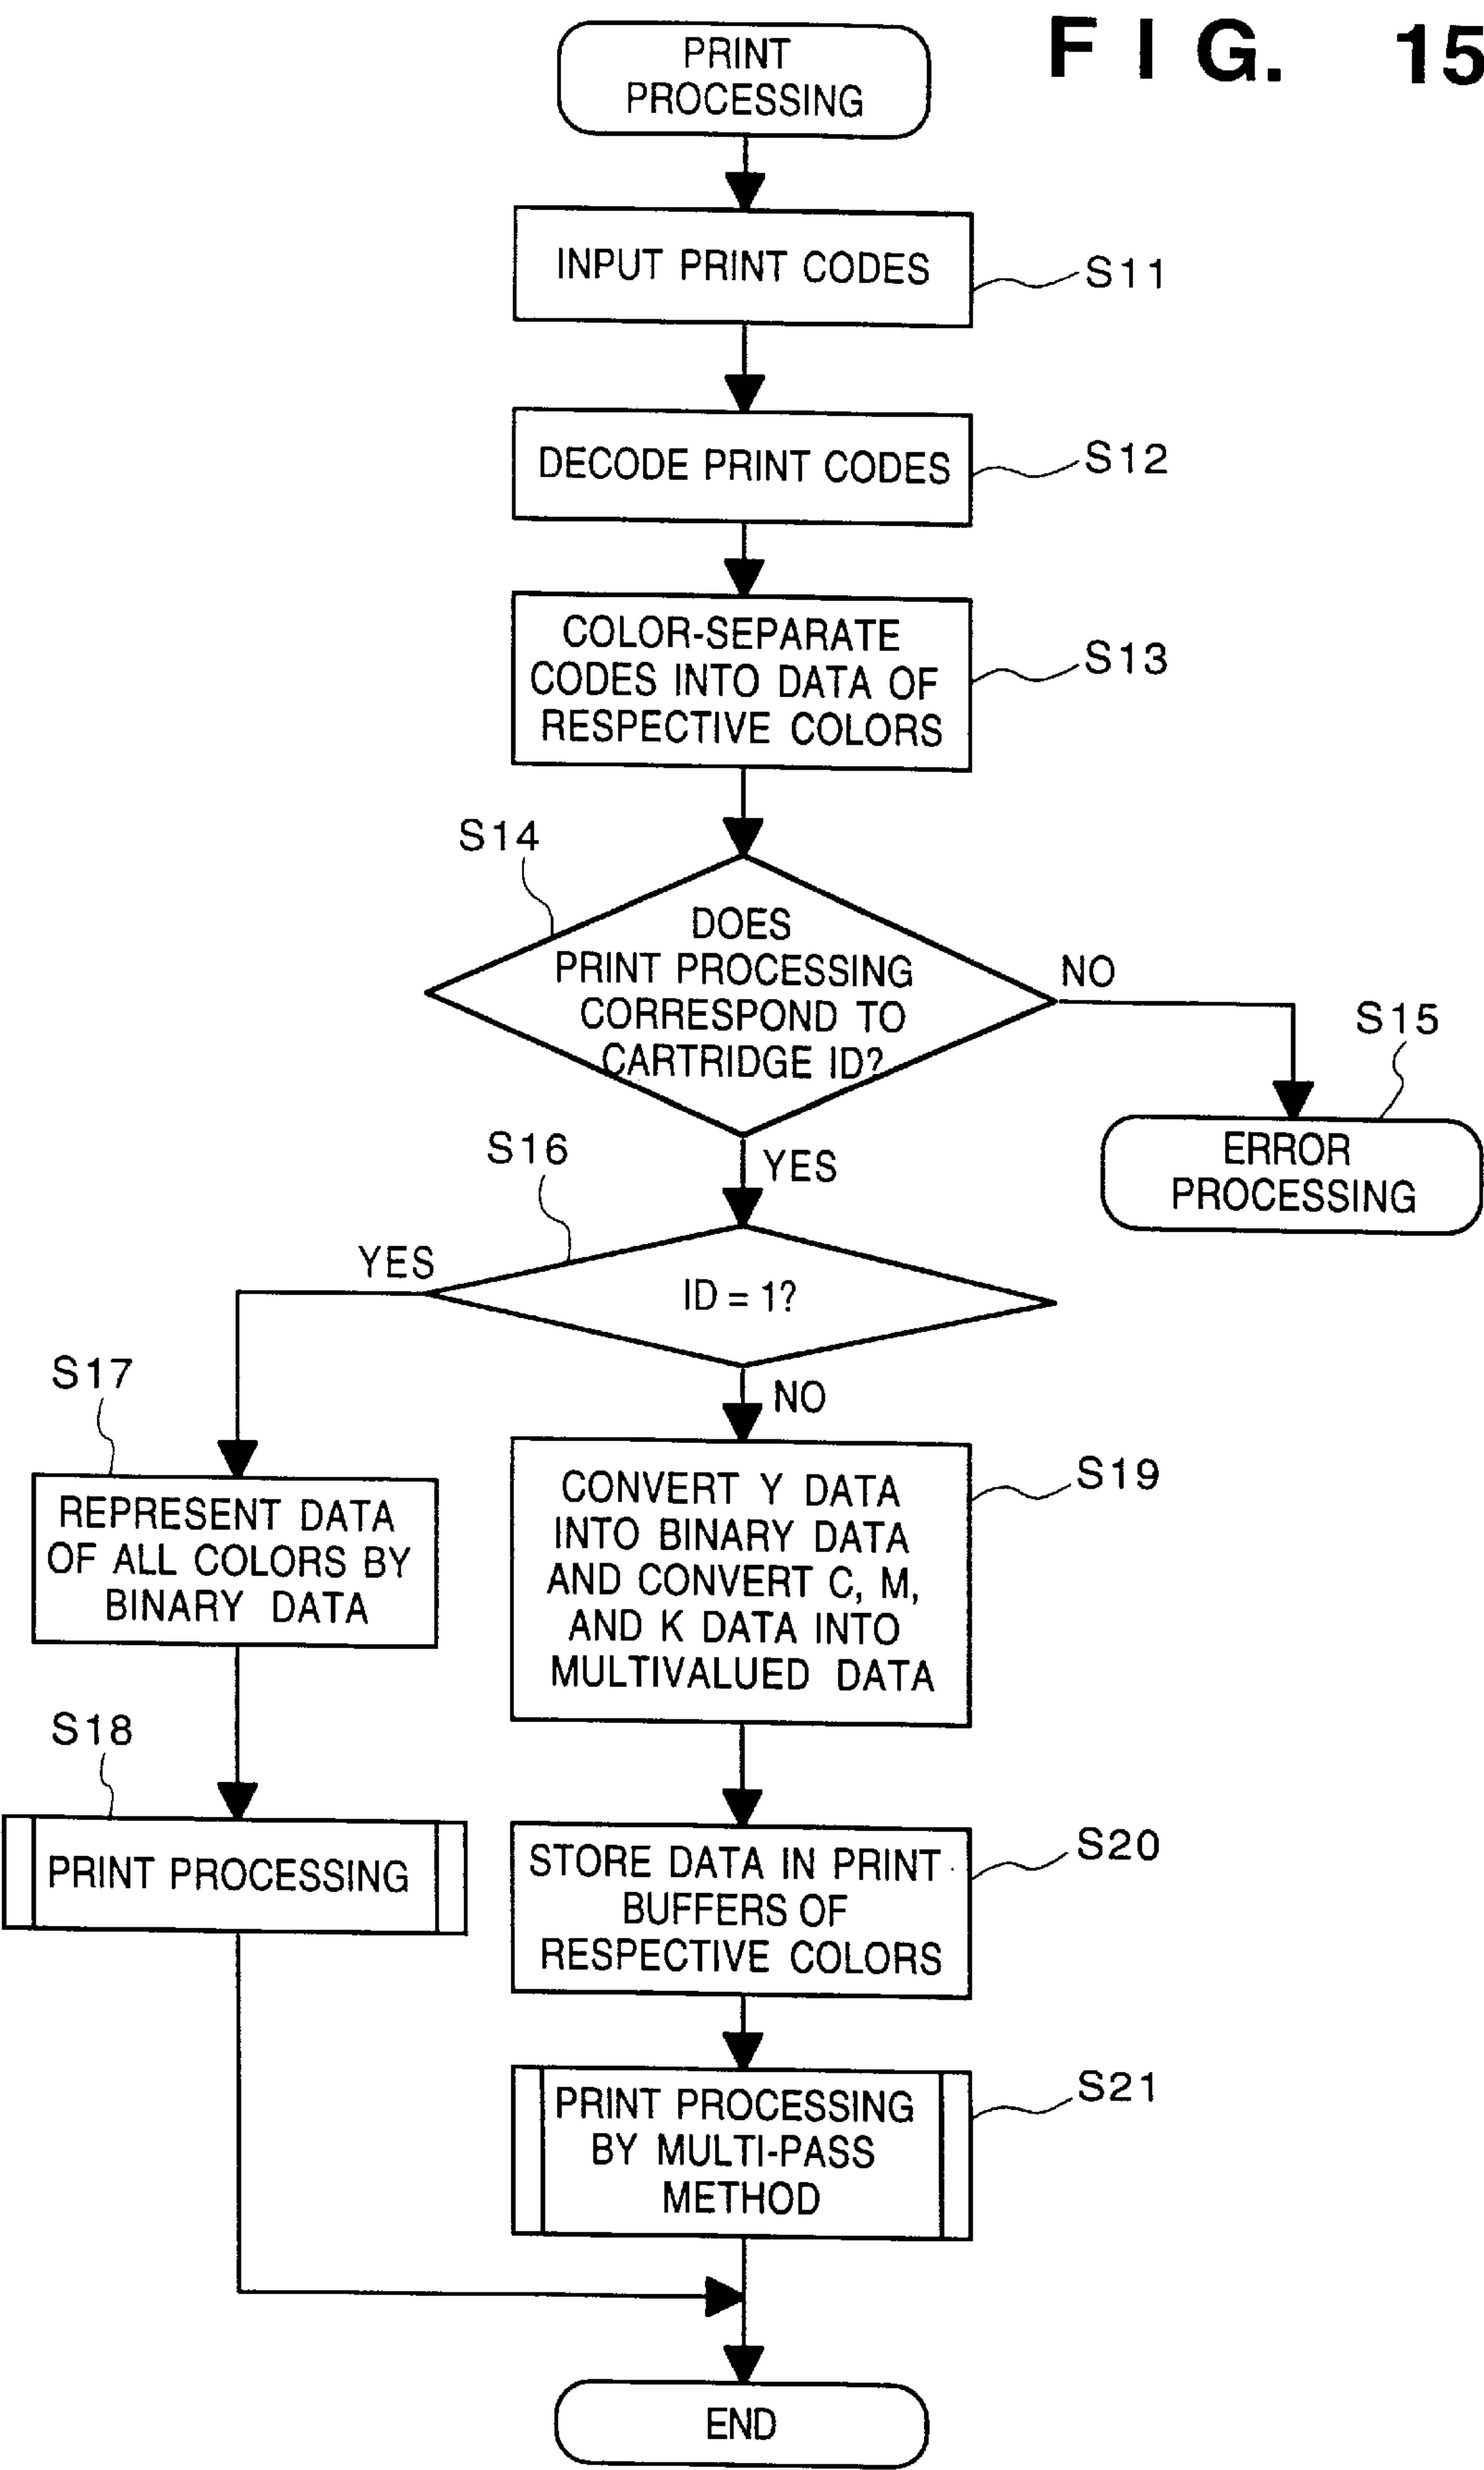 FIG. 15
PRINT
PROCESSING
INPUT PRINT CODES
S11
DECODE PRINT CODES
S12
COLOR-SEPARATE
CODES INTO DATA OF
RESPECTIVE COLORS
S13
S14
DOES
PRINT PROCESSING
CORRESPOND TO
CARTRIDGE ID?
NO
S15
ERROR
PROCESSING
YES
S16
ID = 1?
YES
NO
S17
REPRESENT DATA
OF ALL COLORS BY
BINARY DATA
S18
PRINT PROCESSING
CONVERT Y DATA
INTO BINARY DATA
AND CONVERT C, M,
AND K DATA INTO
MULTIVALUED DATA
S19
STORE DATA IN PRINT
BUFFERS OF
RESPECTIVE COLORS
S20
PRINT PROCESSING
BY MULTI-PASS
METHOD
S21
END